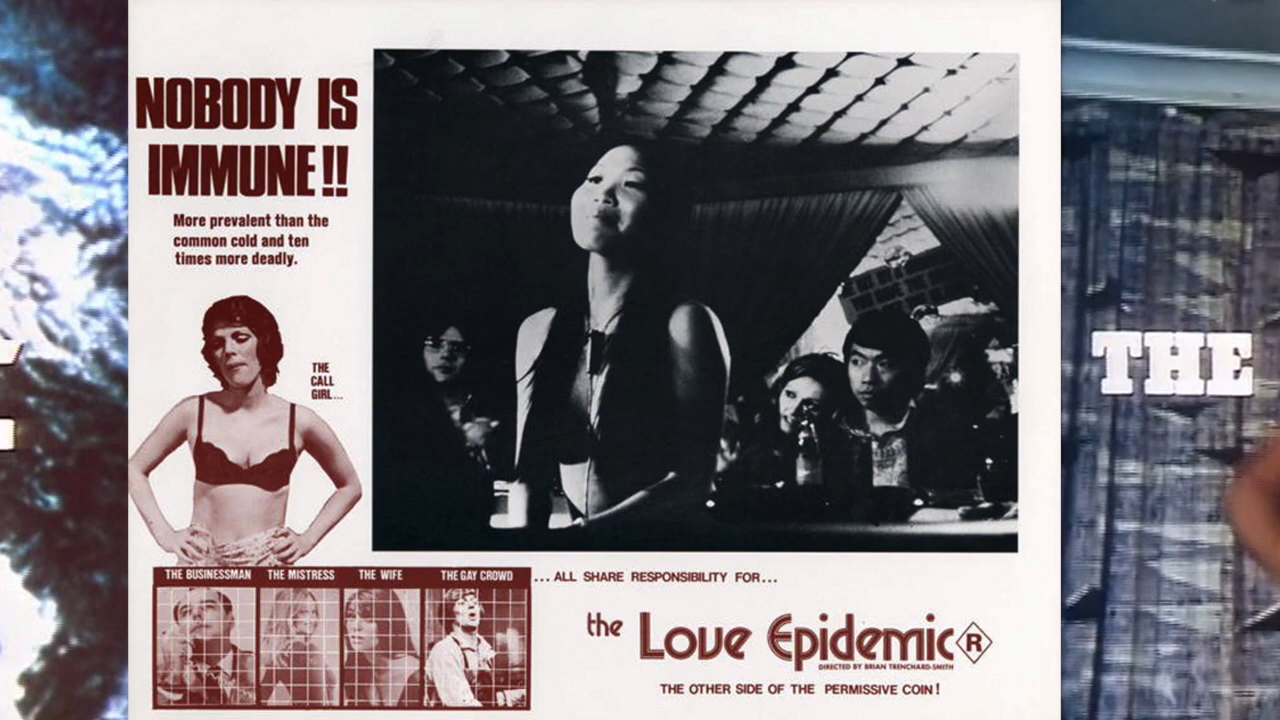 NOBODY IS
IMMUNE!!
More prevalent than the
common cold and ten
times more deadly.
THE
CALL
GIRL...
THE BUSINESSMAN
THE MISTRESS
THE WIFE
THE GAY CROWD
...ALL SHARE RESPONSIBILITY FOR...
the Love Epidemic R
DIRECTED BY BRIAN TRENCHARD-SMITH
THE OTHER SIDE OF THE PERMISSIVE COIN!
THE